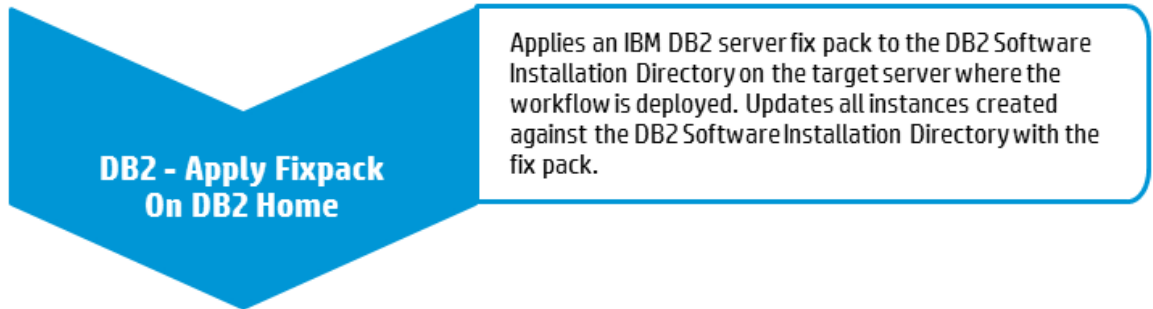 DB2 - Apply Fixpack
On DB2 Home
Applies an IBM DB2 server fix pack to the DB2 Software
Installation Directory on the target server where the
workflow is deployed. Updates all instances created
against the DB2 Software Installation Directory with the
fix pack.